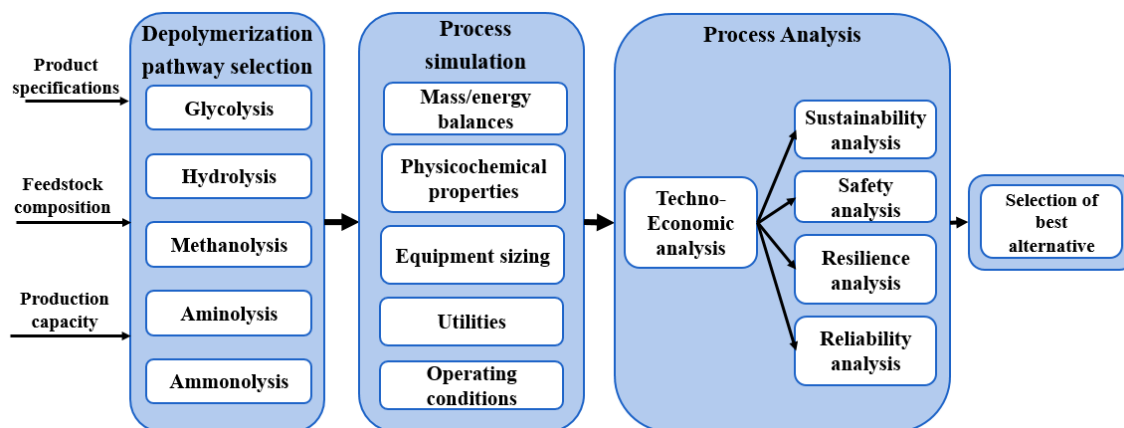 Product
specifications
Feedstock
composition
Production
capacity
Depolymerization
pathway selection
Glycolysis
Hydrolysis
Methanolysis
Aminolysis
Ammonolysis
Process
simulation
Mass/energy
balances
Physicochemical
properties
Equipment sizing
Utilities
Operating
conditions
Process Analysis
Techno-
Economic
analysis
Sustainability
analysis
Safety
analysis
Resilience
analysis
Reliability
analysis
Selection of
best
alternative